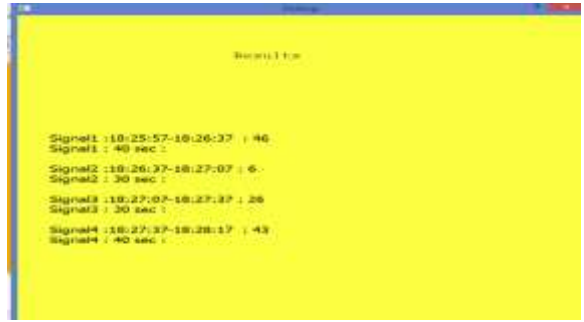 Results
Signal1 :18:25:57-18:26:37 : 46
Signal1 : 40 sec :
Signal2 :18:26:37-18:27:07 : 6
Signal2 : 30 sec :
Signal3 :18:27:07-18:27:37 : 26
Signal3 : 30 sec :
Signal4 :18:27:37-18:28:17 : 43
Signal4 : 40 sec :